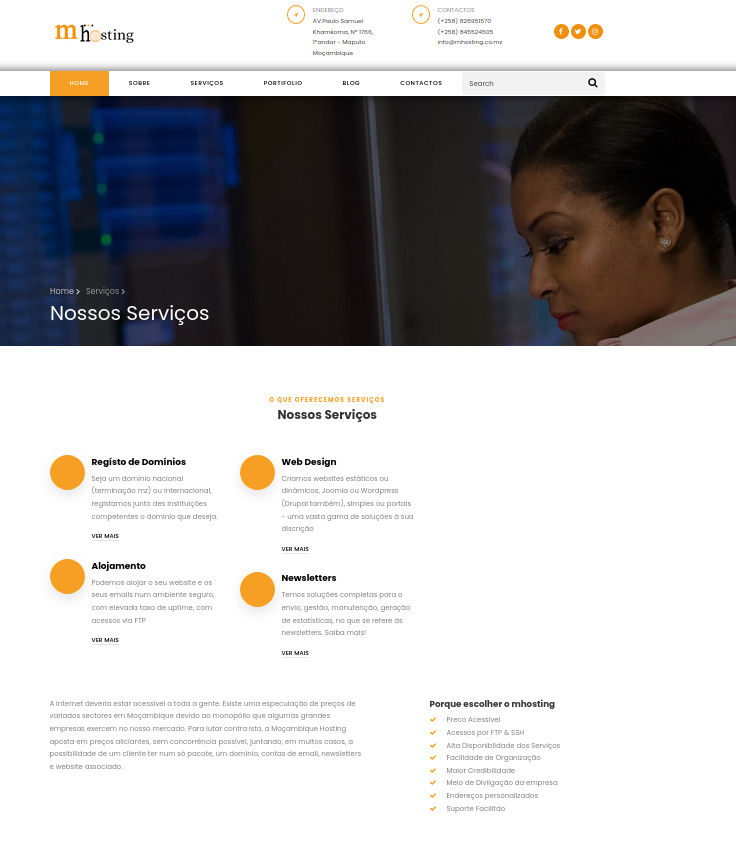 mhosting
ENDEREÇO
AV.Paulo Samuel
Khamkoma, Nº 1766,
1ºandar - Maputo
Moçambique
CONTACTOS
(+258) 828951570
(+258) 845524505
info@mhosting.co.mz
HOME
SOBRE
SERVIÇOS
PORTIFOLIO
BLOG
CONTACTOS
Search
Home
Serviços
Nossos Serviços
O QUE OFERECEMOS SERVIÇOS
Nossos Serviços
Registo de Domínios
Seja um domínio nacional
(terminação mz) ou internacional,
registamos junto des instituições
competentes o domínio que deseja.
VER MAIS
Web Design
Criamos websites estáticos ou
dinâmicos, Joomla ou Wordpress
(Drupal também), simples ou portais
- uma vasta gama de soluções à sua
discrição
VER MAIS
Alojamento
Podemos alojar o seu website e os
seus emails num ambiente seguro,
com elevada taxa de uptime, com
acessos via FTP
VER MAIS
Newsletters
Temos soluções completas para o
envio, gestão, manutenção, geração
de estatísticas, no que se refere às
newsletters. Saiba mais!
VER MAIS
A Internet deveria estar acessível a toda a gente. Existe uma especulação de preços de
variados sectores em Moçambique devido ao monopólio que algumas grandes
empresas exercem no nosso mercado. Para lutar contra isto, a Moçambique Hosting
aposta em preços aliciantes, sem concorrência possível, juntando, em muitos casos, a
possibilidade de um cliente ter num só pacote, um domínio, contas de email, newsletters
e website associado.
Porque escolher o mhosting
Preco Acessivel
Acessos por FTP & SSH
Alta Disponiblidade dos Serviços
Facilidade de Organização
Maior Credibilidade
Meio de Divilgação da empresa
Endereços personalizados
Suporte Facilitdo